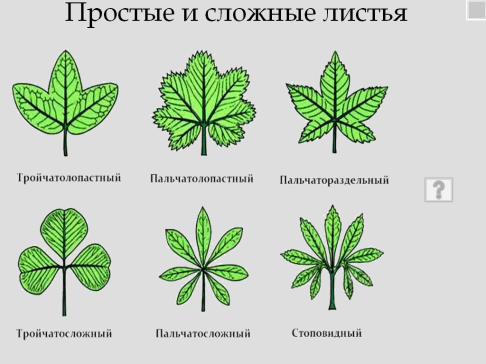 Простые и сложные листья
Тройчатолопастный Пальчатолопастный Пальчатораздельный
?
Тройчатосложный Пальчатосложный Стоповидный